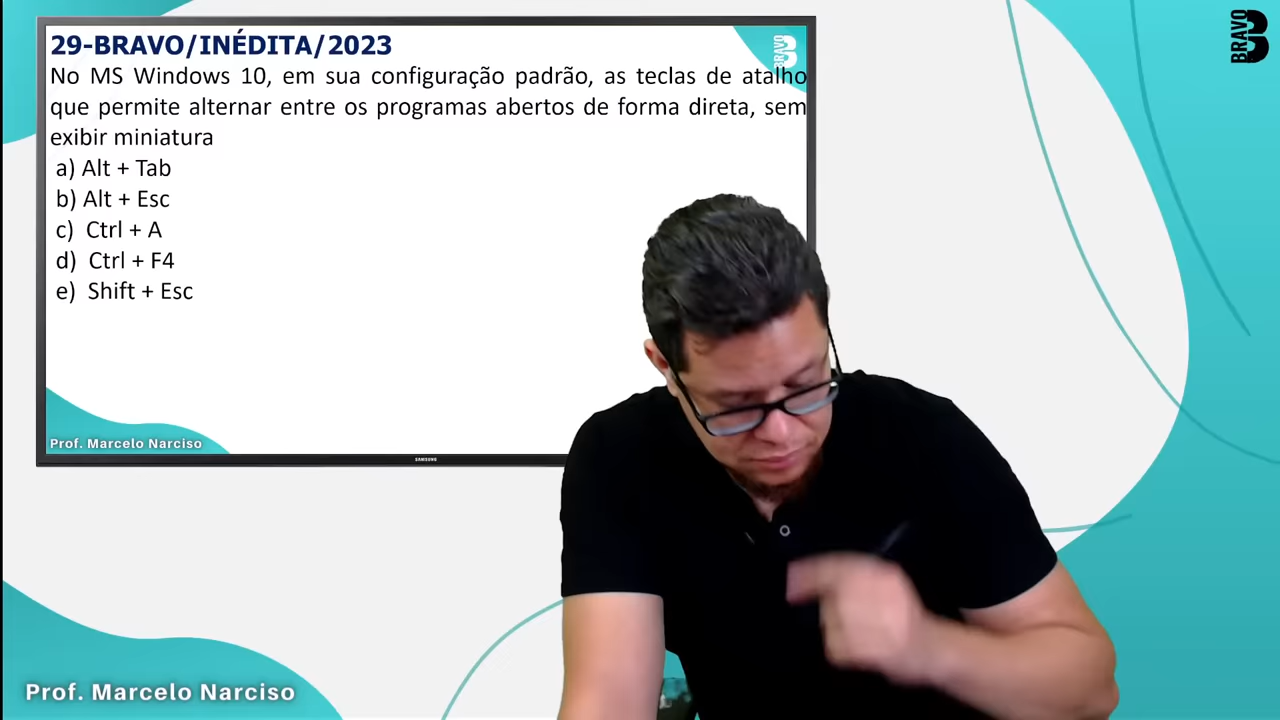 29-BRAVO/INÉDITA/2023
No MS Windows 10, em sua configuração padrão, as teclas de atalho
que permite alternar entre os programas abertos de forma direta, sem
exibir miniatura
a) Alt + Tab
b) Alt + Esc
c) Ctrl + A
d) Ctrl + F4
e) Shift + Esc
Prof. Marcelo Narciso
SAMSUNG
Prof. Marcelo Narciso
BRAVO
BRAVO